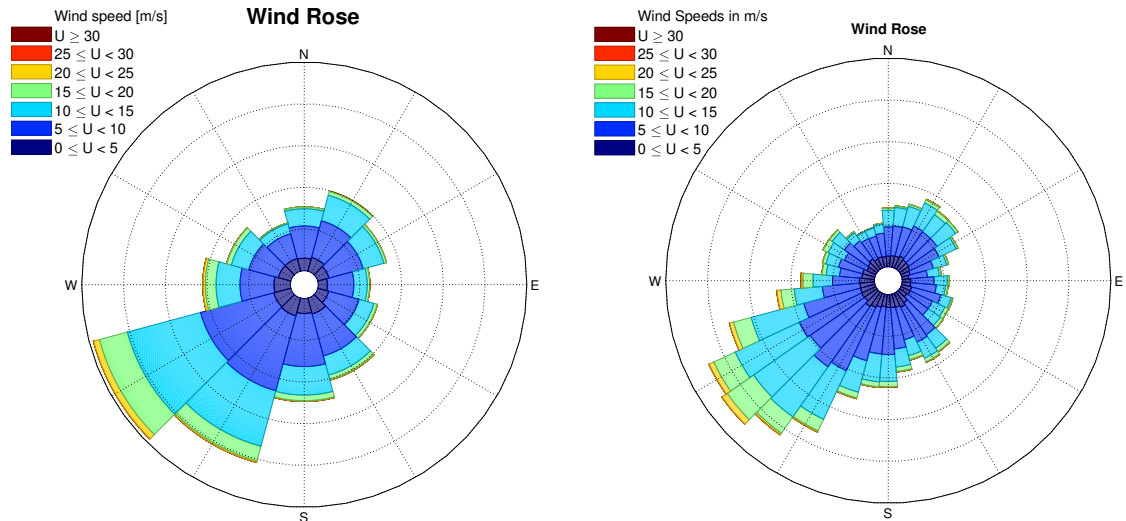 Wind speed [m/s]
U ≥ 30
25 ≤ U < 30
20 ≤ U < 25
15 ≤ U < 20
10 ≤ U < 15
5 ≤ U < 10
0 ≤ U < 5
Wind Rose
N
W
E
S
Wind Speeds in m/s
U ≥ 30
25 ≤ U < 30
20 ≤ U < 25
15 ≤ U < 20
10 ≤ U < 15
5 ≤ U < 10
0 ≤ U < 5
Wind Rose
N
W
E
S